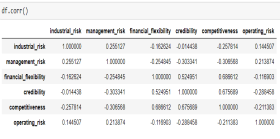 df.corr()
industrial_risk management_risk financial_flexibility credibility competitiveness operating_risk
industrial_risk 1.000000 0.255127 -0.162624 -0.014438 -0.257814 0.144507
management_risk 0.255127 1.000000 -0.254845 -0.303341 -0.306568 0.213874
financial_flexibility -0.162624 -0.254845 1.000000 0.524951 0.686612 -0.116903
credibility -0.014438 -0.303341 0.524951 1.000000 0.675689 -0.288458
competitiveness -0.257814 -0.306568 0.686612 0.675689 1.000000 -0.211383
operating_risk 0.144507 0.213874 -0.116903 -0.288458 -0.211383 1.000000